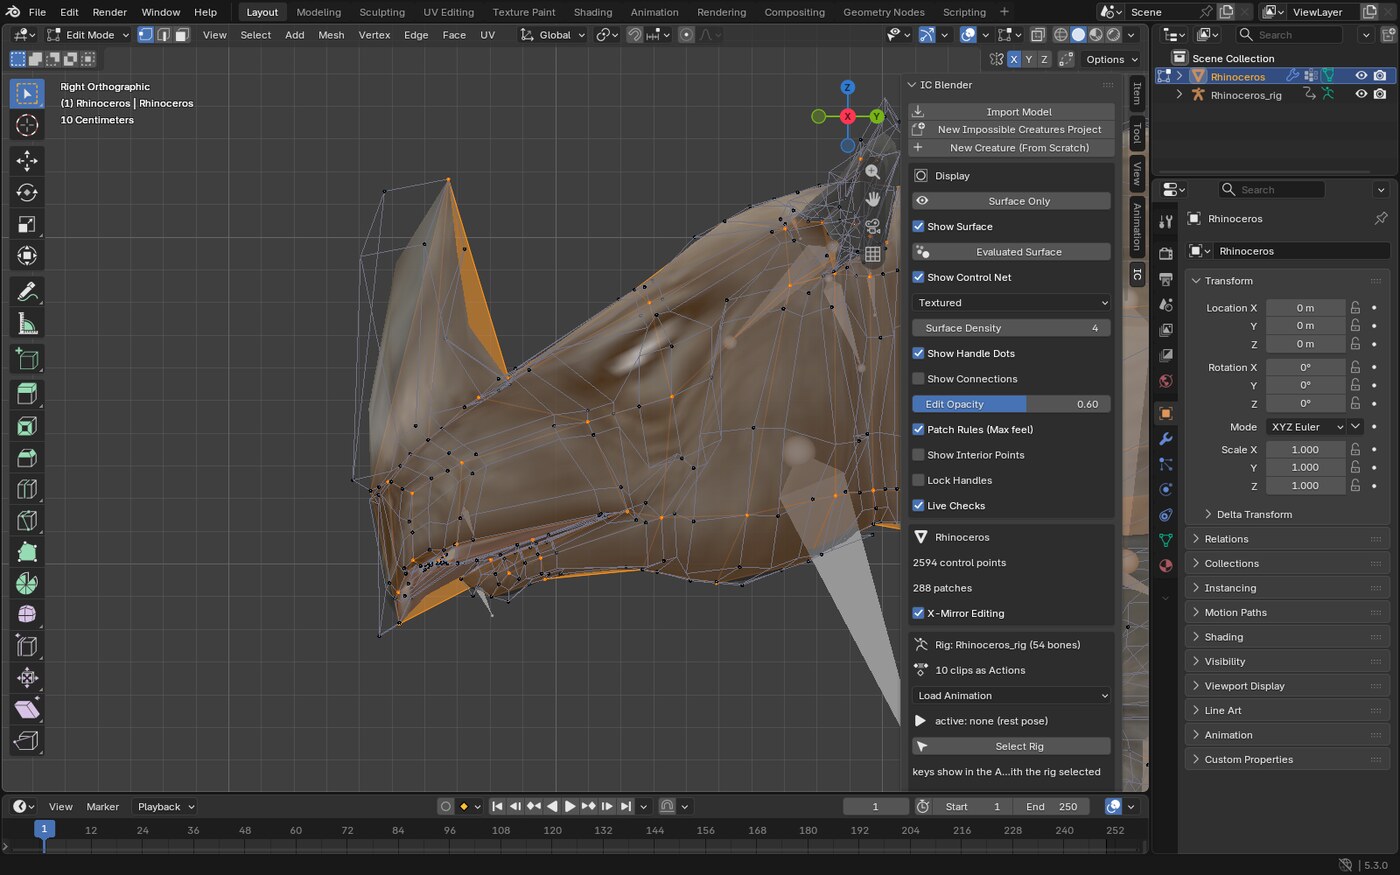 File Edit Render Window Help Layout Modeling Sculpting UV Editing Texture Paint Shading Animation Rendering Compositing Geometry Nodes Scripting + Scene ViewLayer
Edit Mode View Select Add Mesh Vertex Edge Face UV Global Search
X Y Z Options
Right Orthographic
(1) Rhinoceros | Rhinoceros
10 Centimeters
Z
X
Y
IC Blender
Import Model
New Impossible Creatures Project
New Creature (From Scratch)
Display
Surface Only
Show Surface
Evaluated Surface
Show Control Net
Textured
Surface Density 4
Show Handle Dots
Show Connections
Edit Opacity 0.60
Patch Rules (Max feel)
Show Interior Points
Lock Handles
Live Checks
Rhinoceros
2594 control points
288 patches
X-Mirror Editing
Rig: Rhinoceros_rig (54 bones)
10 clips as Actions
Load Animation
active: none (rest pose)
Select Rig
keys show in the A...ith the rig selected
Item
Tool
View
Animation
IC
Scene Collection
Rhinoceros
Rhinoceros_rig
Search
Rhinoceros
Rhinoceros
Transform
Location X 0 m
Y 0 m
Z 0 m
Rotation X 0°
Y 0°
Z 0°
Mode XYZ Euler
Scale X 1.000
Y 1.000
Z 1.000
Delta Transform
Relations
Collections
Instancing
Motion Paths
Shading
Visibility
Viewport Display
Line Art
Animation
Custom Properties
View Marker Playback 1 Start 1 End 250
1 12 24 36 48 60 72 84 96 108 120 132 144 156 168 180 192 204 216 228 240 252
5.3.0